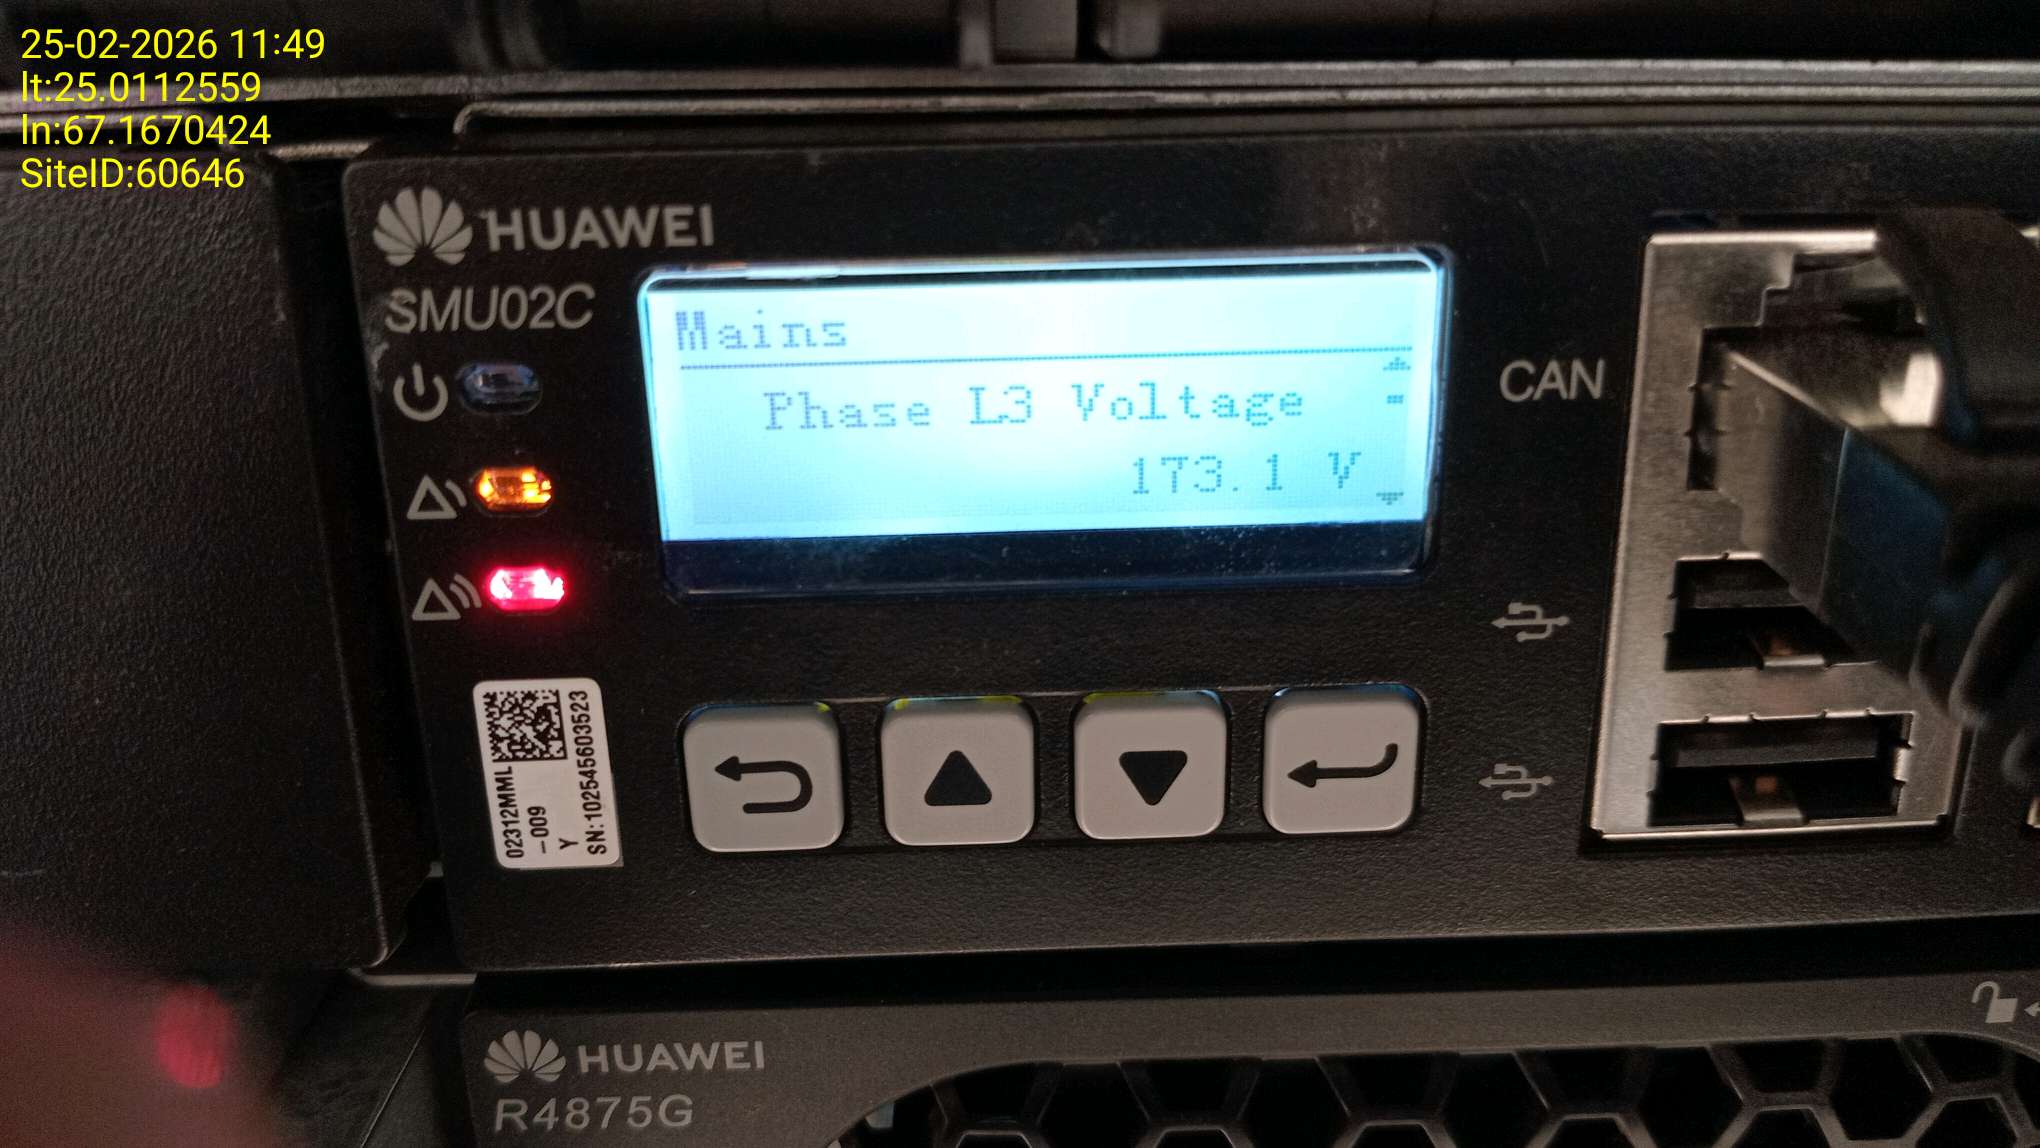 25-02-2026 11:49
lt:25.0112559
ln:67.1670424
SiteID:60646
HUAWEI
SMU02C
Mains
Phase L3 Voltage
173.1 V
CAN
02312MML
-009
Y
SN:102545603523
HUAWEI
R4875G